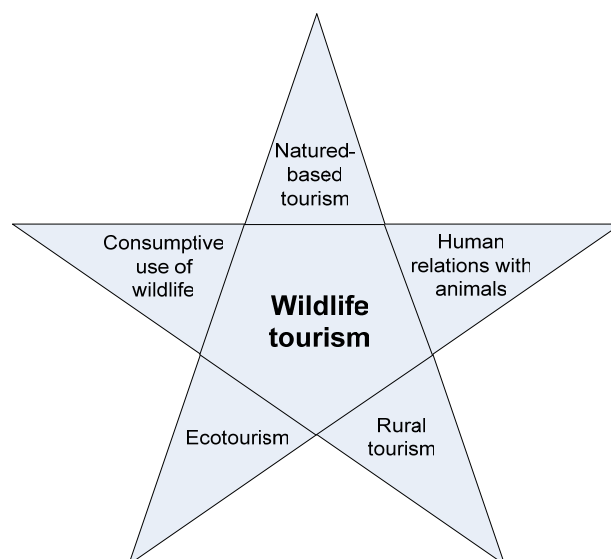 Natured-
based
tourism
Consumptive
use of
wildlife
Human
relations with
animals
Wildlife
tourism
Ecotourism
Rural
tourism